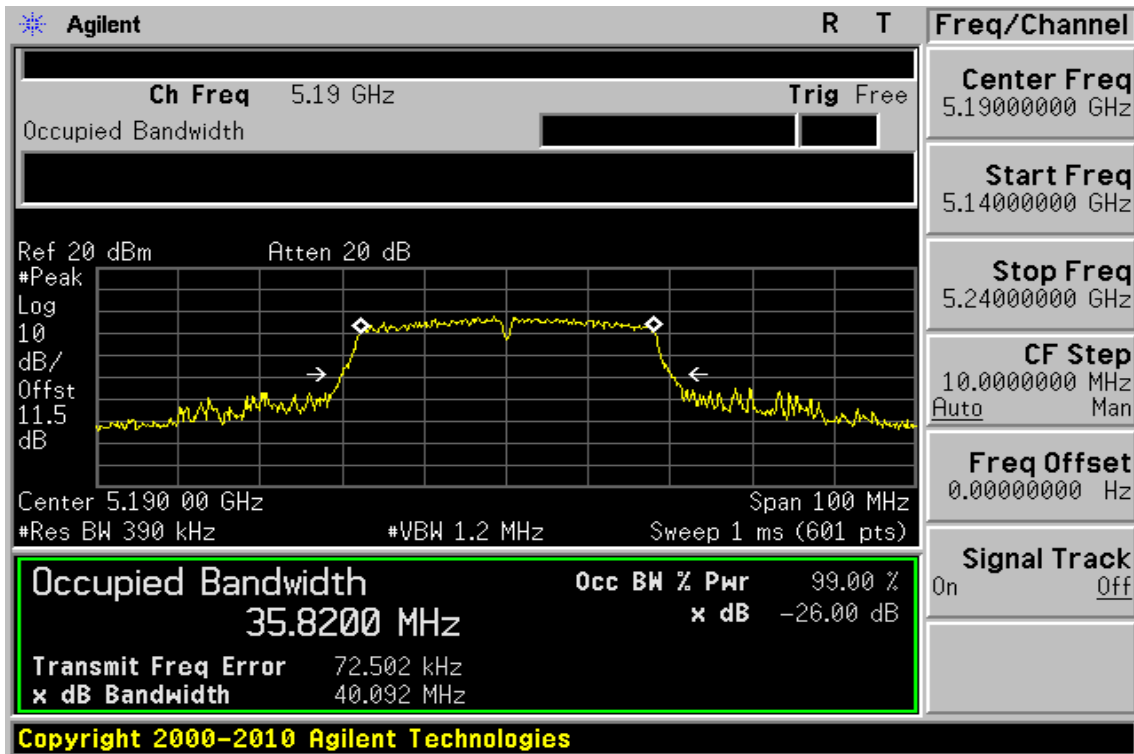 Agilent R T
Ch Freq 5.19 GHz Trig Free
Occupied Bandwidth
Ref 20 dBm Atten 20 dB
#Peak
Log
10
dB/
Offst
11.5
dB
Center 5.190 00 GHz Span 100 MHz
#Res BW 390 kHz #VBW 1.2 MHz Sweep 1 ms (601 pts)
Occupied Bandwidth
35.8200 MHz
Occ BW % Pwr 99.00 %
x dB -26.00 dB
Transmit Freq Error 72.502 kHz
x dB Bandwidth 40.092 MHz
Copyright 2000-2010 Agilent Technologies
Freq/Channel
Center Freq
5.19000000 GHz
Start Freq
5.14000000 GHz
Stop Freq
5.24000000 GHz
CF Step
10.0000000 MHz
Auto Man
Freq Offset
0.00000000 Hz
Signal Track
On Off